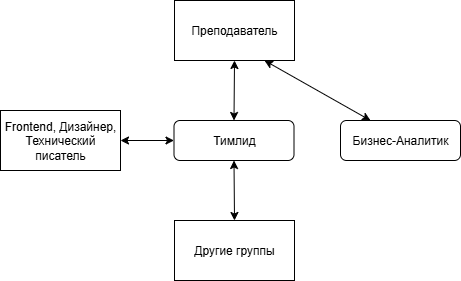 Преподаватель
Frontend, Дизайнер,
Технический
писатель
Тимлид
Бизнес-Аналитик
Другие группы